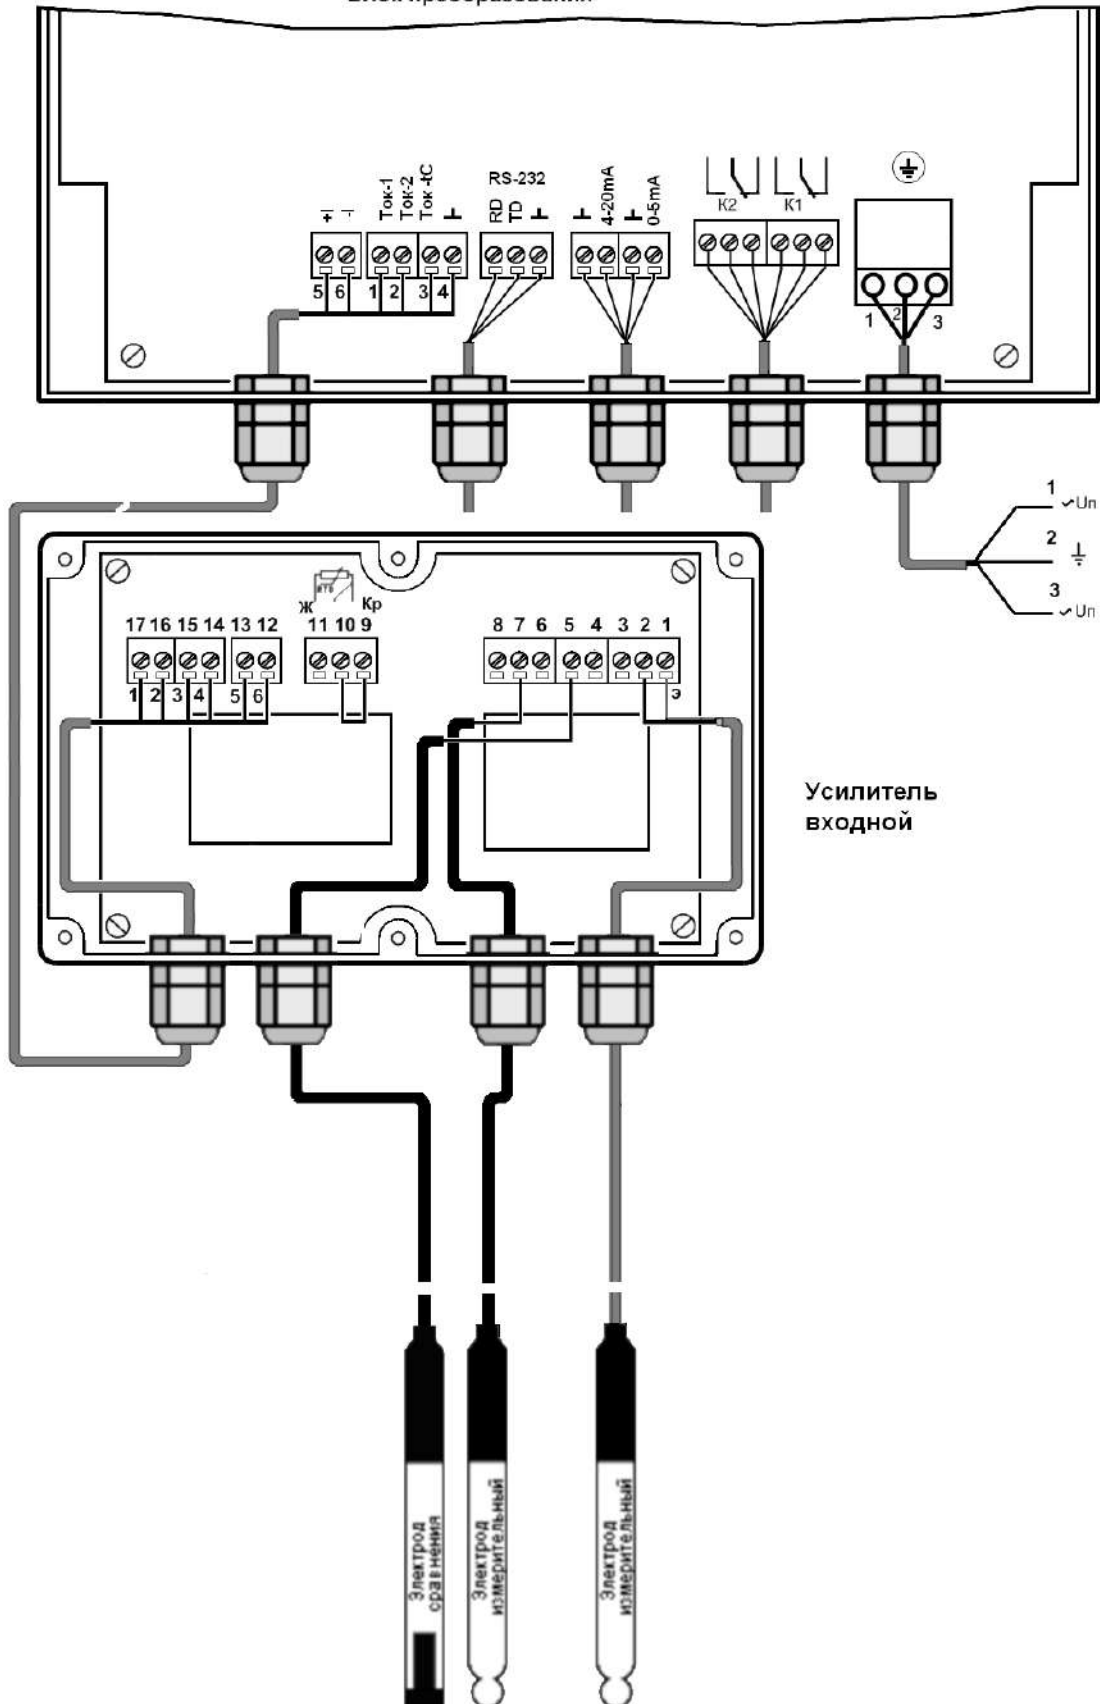 RS-232
Ток-1
Ток-2
Ток-tC
RD
TD
4-20mA
0-5mA
K2
K1
+
-
5 6 1 2 3 4
1 2 3
1
~Uп
2
3
~Uп
Ж
Кр
17 16 15 14 13 12 11 10 9
8 7 6 5 4 3 2 1
1 2 3 4 5 6
Э
Усилитель
входной
Электрод
сравнения
Электрод
измерительный
Электрод
измерительный